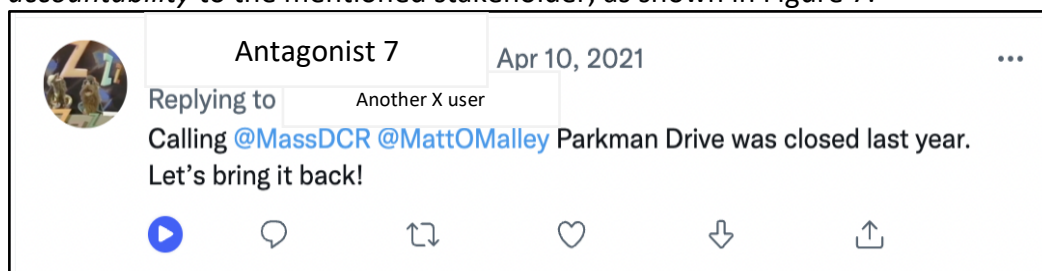 accountability to the mentioned stakeholder, as shown in Figure 7.
Antagonist 7 Apr 10, 2021
Replying to Another X user
Calling @MassDCR @MattOMalley Parkman Drive was closed last year.
Let's bring it back!